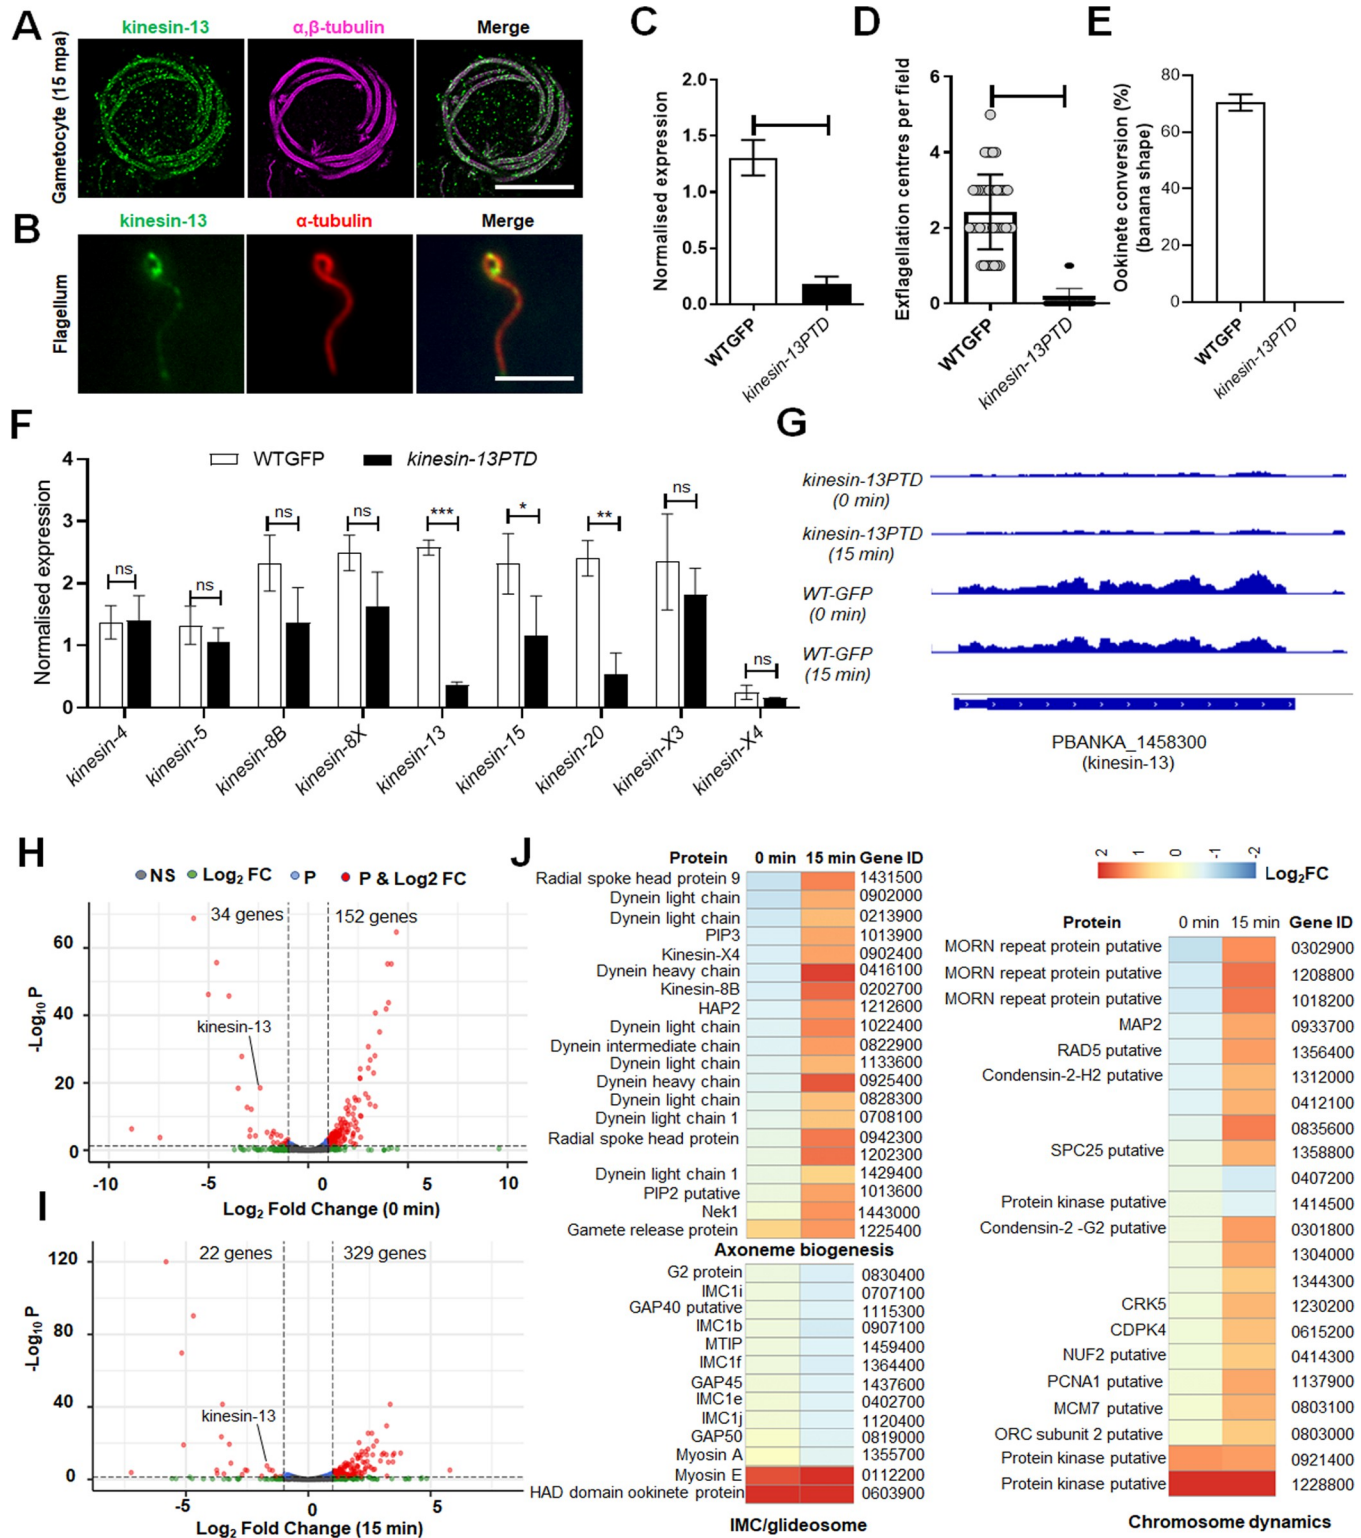 A
kinesin-13
α,β-tubulin
Merge
Gametocyte (15 mpa)
B
kinesin-13
α-tubulin
Merge
Flagellum
C
Normalised expression
2.0
1.5
1.0
0.5
0.0
WTGFP
kinesin-13PTD
D
Exflagellation centres per field
6
4
2
0
WTGFP
kinesin-13PTD
E
Ookinete conversion (%)
(banana shape)
80
60
40
20
0
WTGFP
kinesin-13PTD
F
WTGFP
kinesin-13PTD
Normalised expression
4
3
2
1
0
ns
ns
ns
ns
***
*
**
ns
ns
kinesin-4
kinesin-5
kinesin-8B
kinesin-8X
kinesin-13
kinesin-15
kinesin-20
kinesin-X3
kinesin-X4
G
kinesin-13PTD
(0 min)
kinesin-13PTD
(15 min)
WT-GFP
(0 min)
WT-GFP
(15 min)
PBANKA_1458300
(kinesin-13)
H
NS
Log2 FC
P
P & Log2 FC
34 genes
152 genes
kinesin-13
-Log10 P
60
40
20
0
-10
-5
0
5
10
Log2 Fold Change (0 min)
I
22 genes
329 genes
kinesin-13
-Log10 P
120
80
40
0
-5
0
5
Log2 Fold Change (15 min)
J
Protein 0 min 15 min Gene ID
Radial spoke head protein 9 1431500
Dynein light chain 0902000
Dynein light chain 0213900
PIP3 1013900
Kinesin-X4 0902400
Dynein heavy chain 0416100
Kinesin-8B 0202700
HAP2 1212600
Dynein light chain 1022400
Dynein intermediate chain 0822900
Dynein light chain 1133600
Dynein heavy chain 0925400
Dynein light chain 0828300
Dynein light chain 1 0708100
Radial spoke head protein 0942300
1202300
Dynein light chain 1 1429400
PIP2 putative 1013600
Nek1 1443000
Gamete release protein 1225400
Axoneme biogenesis
G2 protein 0830400
IMC1i 0707100
GAP40 putative 1115300
IMC1b 0907100
MTIP 1459400
IMC1f 1364400
GAP45 1437600
IMC1e 0402700
IMC1j 1120400
GAP50 0819000
Myosin A 1355700
Myosin E 0112200
HAD domain ookinete protein 0603900
IMC/glideosome
2
1
0
-1
-2
Log2FC
Protein 0 min 15 min Gene ID
MORN repeat protein putative 0302900
MORN repeat protein putative 1208800
MORN repeat protein putative 1018200
MAP2 0933700
RAD5 putative 1356400
Condensin-2-H2 putative 1312000
0412100
0835600
SPC25 putative 1358800
0407200
Protein kinase putative 1414500
Condensin-2 -G2 putative 0301800
1304000
1344300
CRK5 1230200
CDPK4 0615200
NUF2 putative 0414300
PCNA1 putative 1137900
MCM7 putative 0803100
ORC subunit 2 putative 0803000
Protein kinase putative 0921400
Protein kinase putative 1228800
Chromosome dynamics